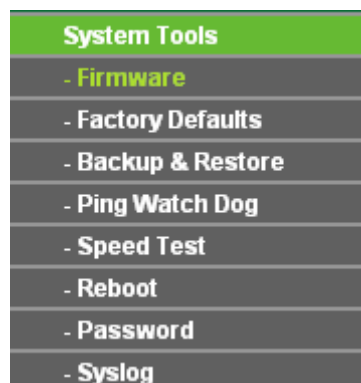 System Tools
- Firmware
- Factory Defaults
- Backup & Restore
- Ping Watch Dog
- Speed Test
- Reboot
- Password
- Syslog